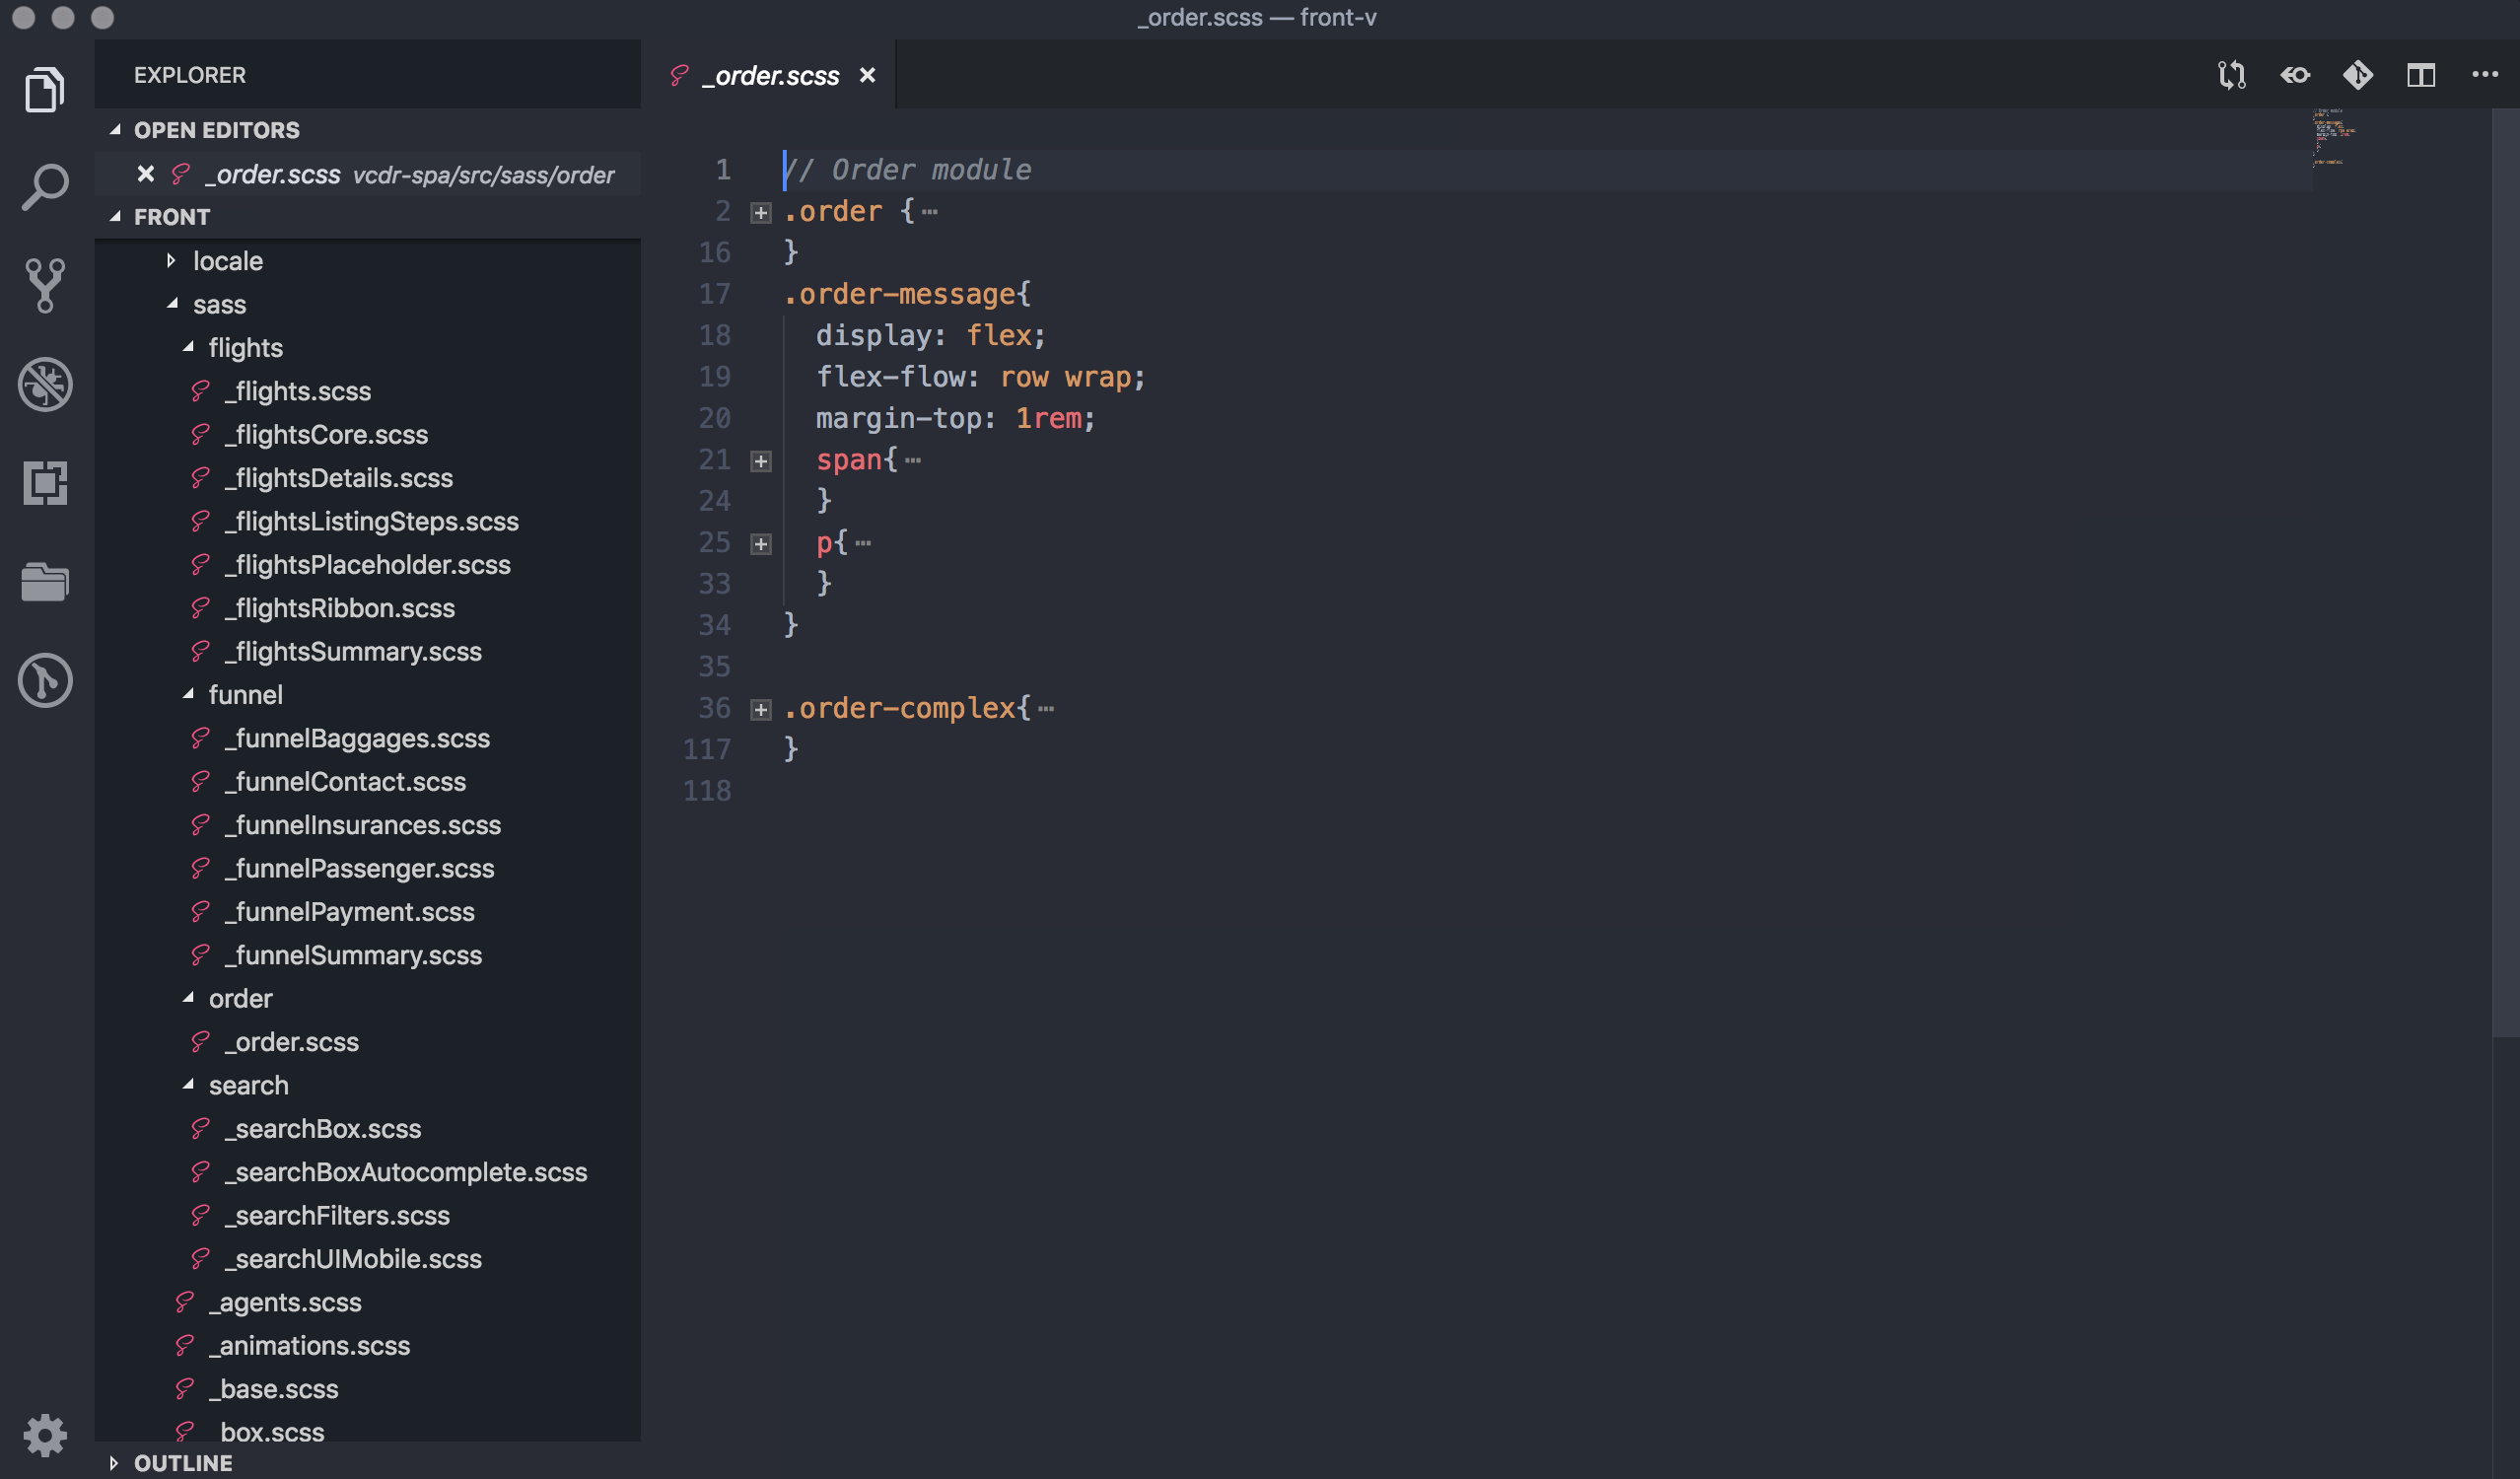 _order.scss — front-v
EXPLORER
OPEN EDITORS
_order.scss vcdr-spa/src/sass/order
FRONT
locale
sass
flights
_flights.scss
_flightsCore.scss
_flightsDetails.scss
_flightsListingSteps.scss
_flightsPlaceholder.scss
_flightsRibbon.scss
_flightsSummary.scss
funnel
_funnelBaggages.scss
_funnelContact.scss
_funnelInsurances.scss
_funnelPassenger.scss
_funnelPayment.scss
_funnelSummary.scss
order
_order.scss
search
_searchBox.scss
_searchBoxAutocomplete.scss
_searchFilters.scss
_searchUIMobile.scss
_agents.scss
_animations.scss
_base.scss
_box.scss
OUTLINE
_order.scss
1 // Order module
2 .order {⋯
16 }
17 .order-message{
18 display: flex;
19 flex-flow: row wrap;
20 margin-top: 1rem;
21 span{⋯
24 }
25 p{⋯
33 }
34 }
35
36 .order-complex{⋯
117 }
118